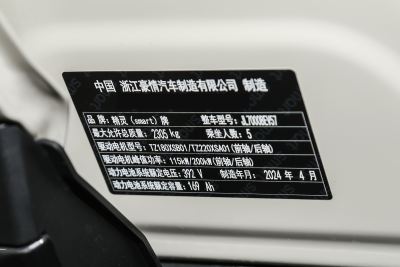 中国 浙江豪情汽车制造有限公司 制造
品 牌: 精灵 (smart) 牌 整车型号: JL7000BEV57
最大允许总质量: 2305 kg 乘坐人数: 5
驱动电机型号: TZ180XSB01/TZ220XSA01 (前轴/后轴)
驱动电机峰值功率: 115kW/200kW (前轴/后轴)
动力电池系统额定电压: 392 V 制造年月: 2024 年 4 月
动力电池系统额定容量: 169 Ah